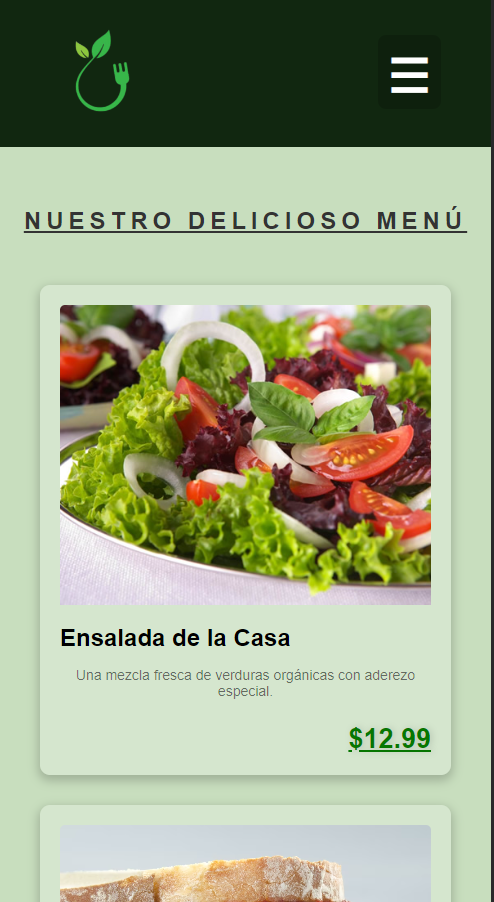 NUESTRO DELICIOSO MENÚ
Ensalada de la Casa
Una mezcla fresca de verduras orgánicas con aderezo
especial.
$12.99